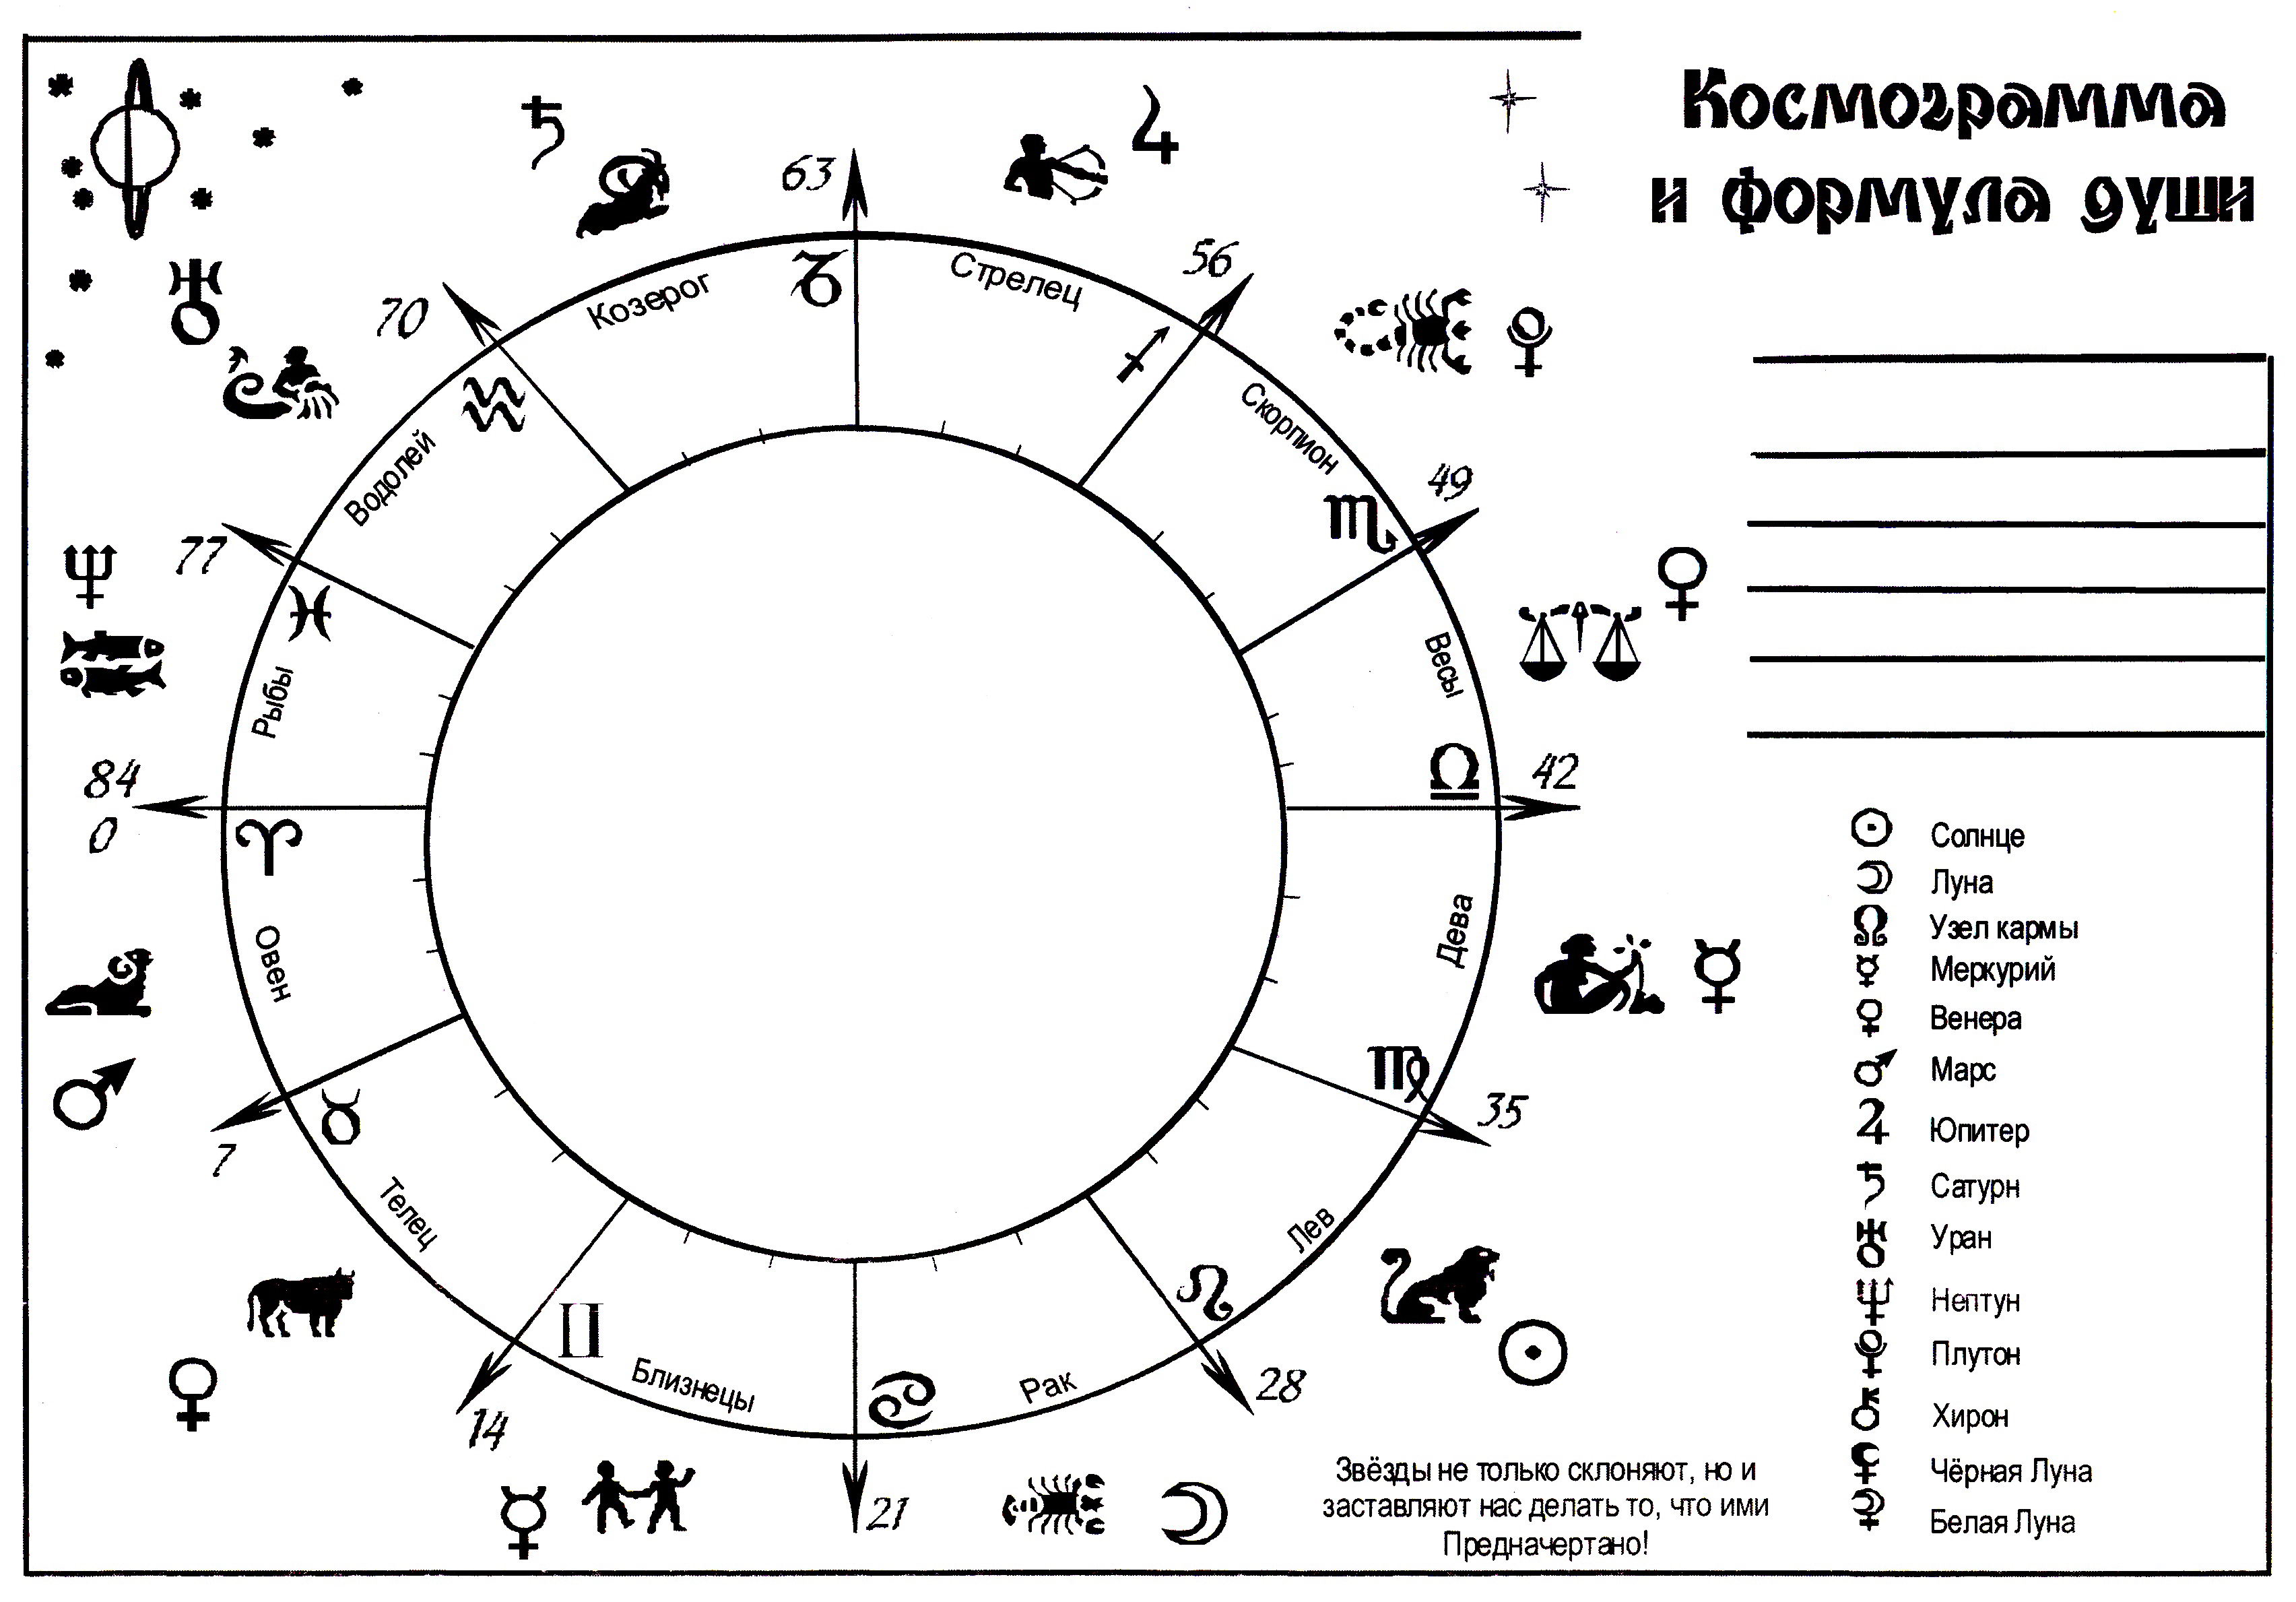 Космограмма
и формула души
63
56
70
49
77
42
84
0
35
7
28
14
21
Козерог
Стрелец
Скорпион
Водолей
Весы
Рыбы
Дева
Овен
Телец
Лев
Близнецы
Рак
Солнце
Луна
Узел кармы
Меркурий
Венера
Марс
Юпитер
Сатурн
Уран
Нептун
Плутон
Хирон
Чёрная Луна
Белая Луна
Звёзды не только склоняют, но и
заставляют нас делать то, что ими
Предначертано!